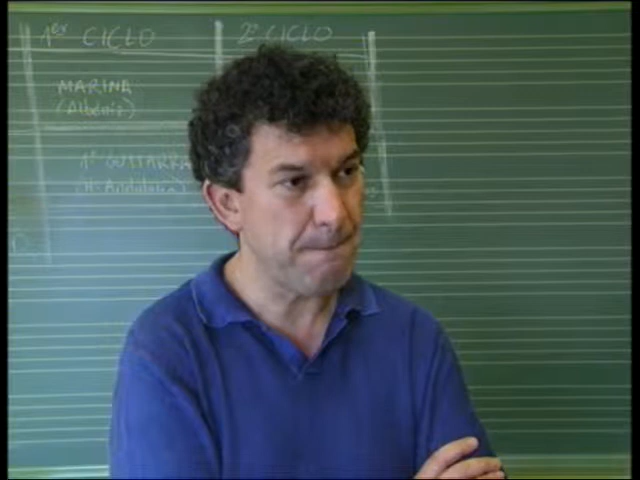 1er CICLO
2º CICLO
MARINA
(Albéniz)
1ª GUITARRA